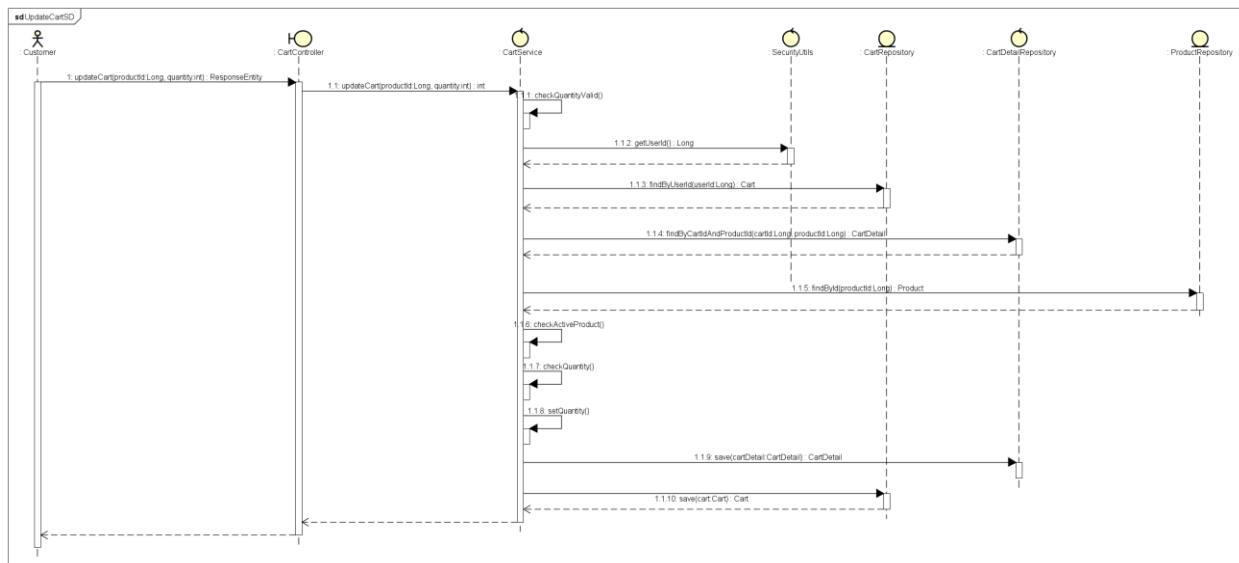 sd UpdateCartSD
: Customer
: CartController
: CartService
: SecurityUtils
: CartRepository
: CartDetailRepository
: ProductRepository
1: updateCart(productId:Long, quantity:int) : ResponseEntity
1.1: updateCart(productId:Long, quantity:int) : int
1.1.1: checkQuantityValid()
1.1.2: getUserId() : Long
1.1.3: findByUserId(userId:Long) : Cart
1.1.4: findByCartIdAndProductId(cartId:Long, productId:Long) : CartDetail
1.1.5: findById(productId:Long) : Product
1.1.6: checkActiveProduct()
1.1.7: checkQuantity()
1.1.8: setQuantity()
1.1.9: save(cartDetail:CartDetail) : CartDetail
1.1.10: save(cart:Cart) : Cart